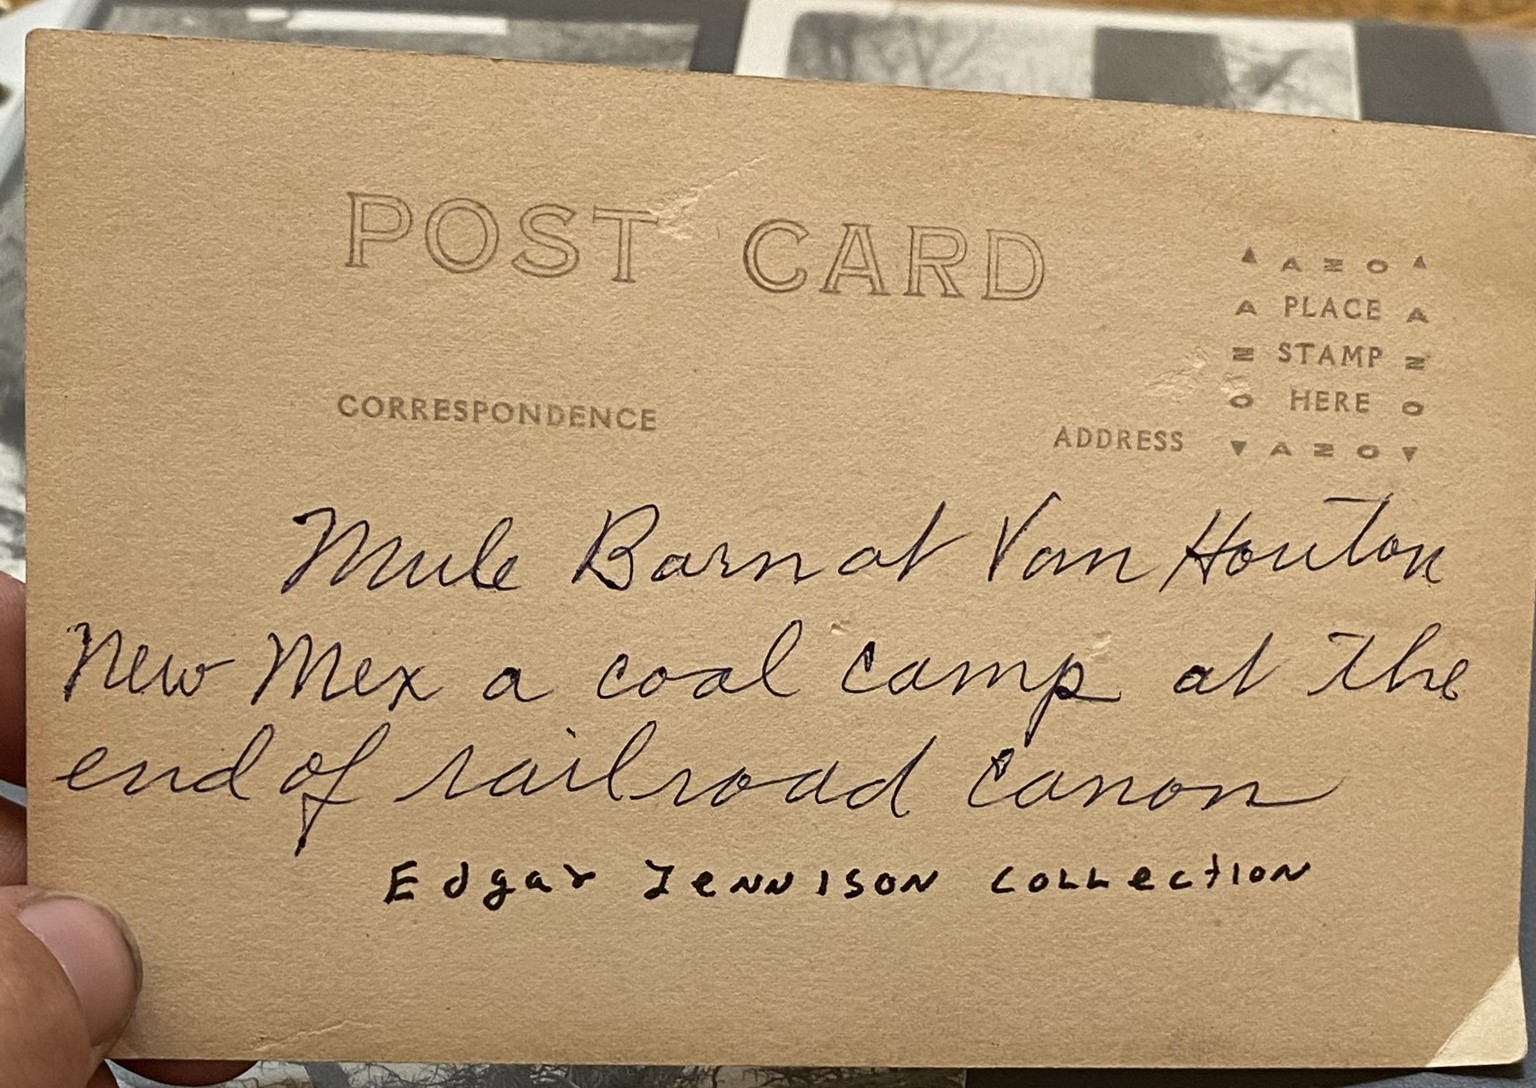 POST CARD
▲ AZO ▲
A PLACE A
Z STAMP Z
O HERE O
▼ AZO ▼
CORRESPONDENCE
ADDRESS
Mule Barn at Van Houton
New Mex a coal camp at the
end of railroad canon
Edgar Jennison Collection